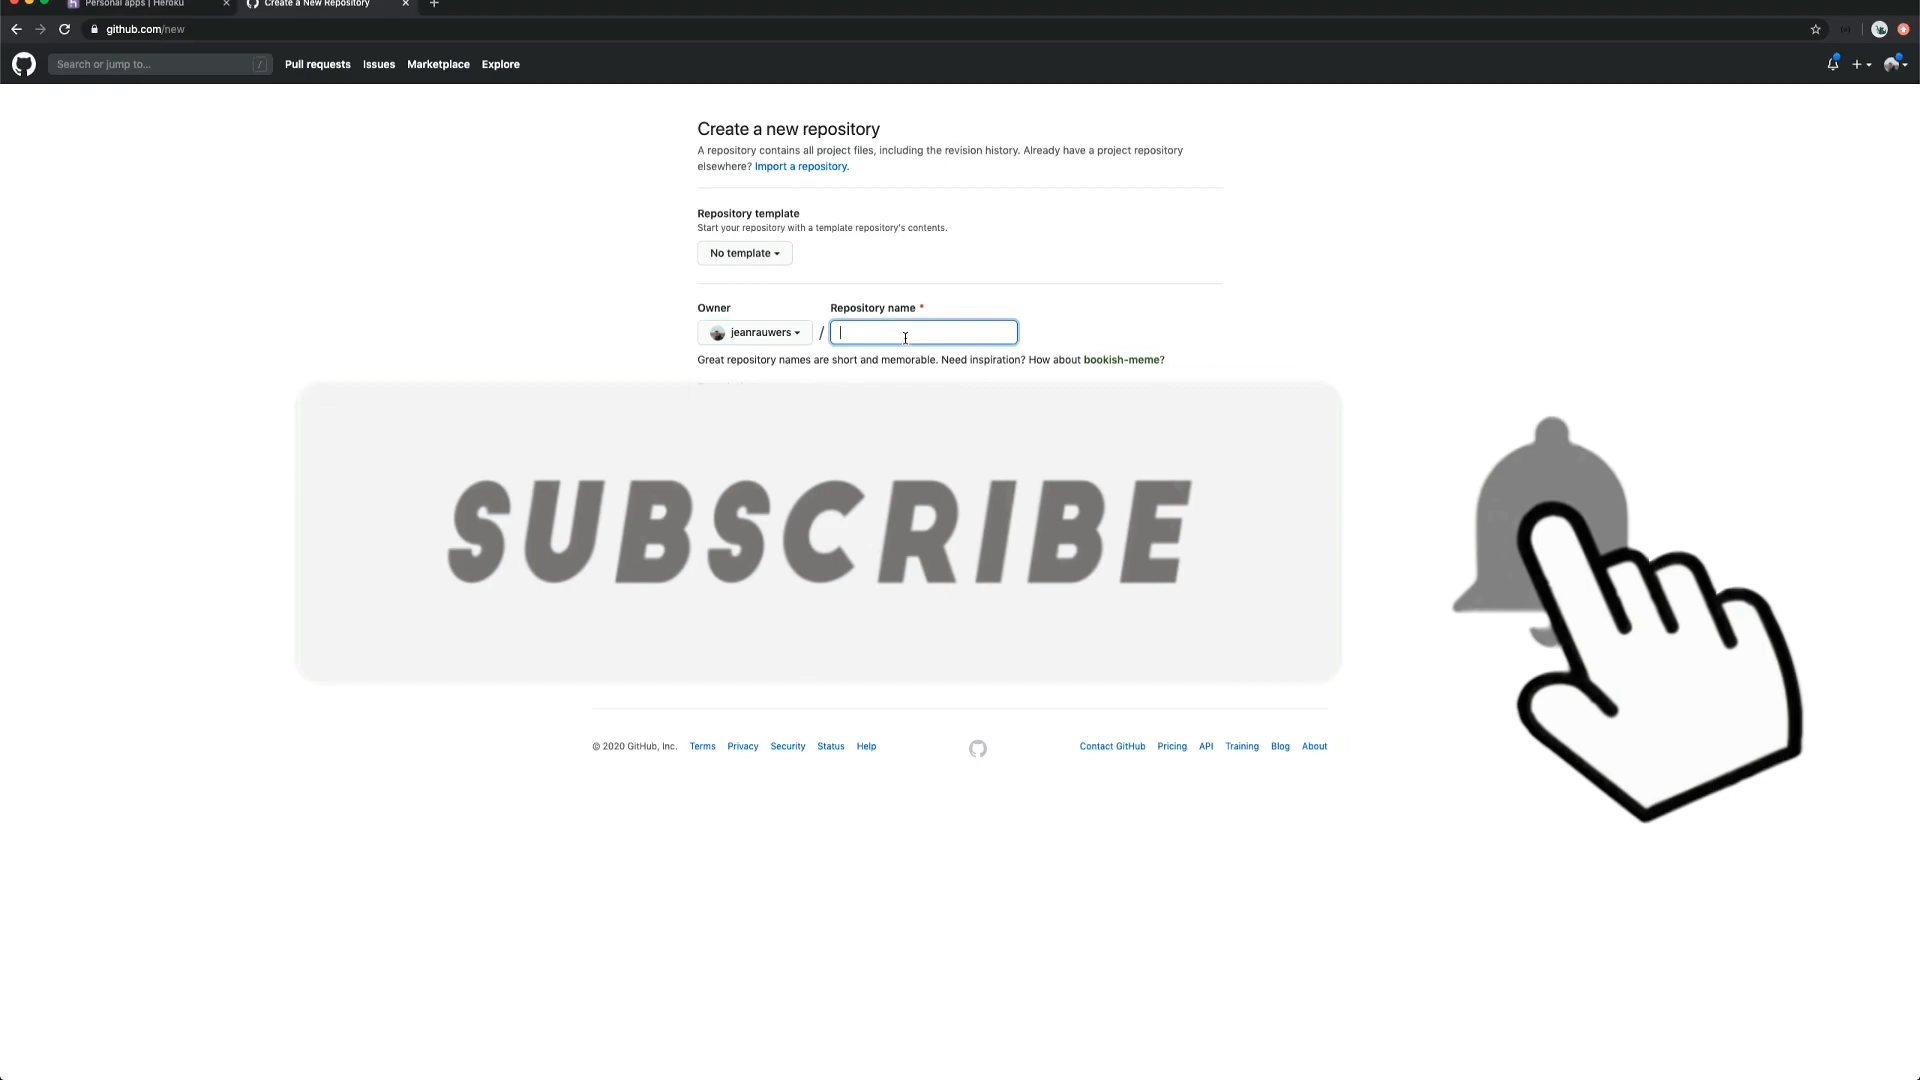 Personal apps | Heroku
Create a New Repository
github.com/new
Search or jump to...
/
Pull requests Issues Marketplace Explore
Create a new repository
A repository contains all project files, including the revision history. Already have a project repository
elsewhere? Import a repository.
Repository template
Start your repository with a template repository's contents.
No template
Owner
Repository name *
jeanrauwers
/
Great repository names are short and memorable. Need inspiration? How about bookish-meme?
SUBSCRIBE
© 2020 GitHub, Inc. Terms Privacy Security Status Help
Contact GitHub Pricing API Training Blog About